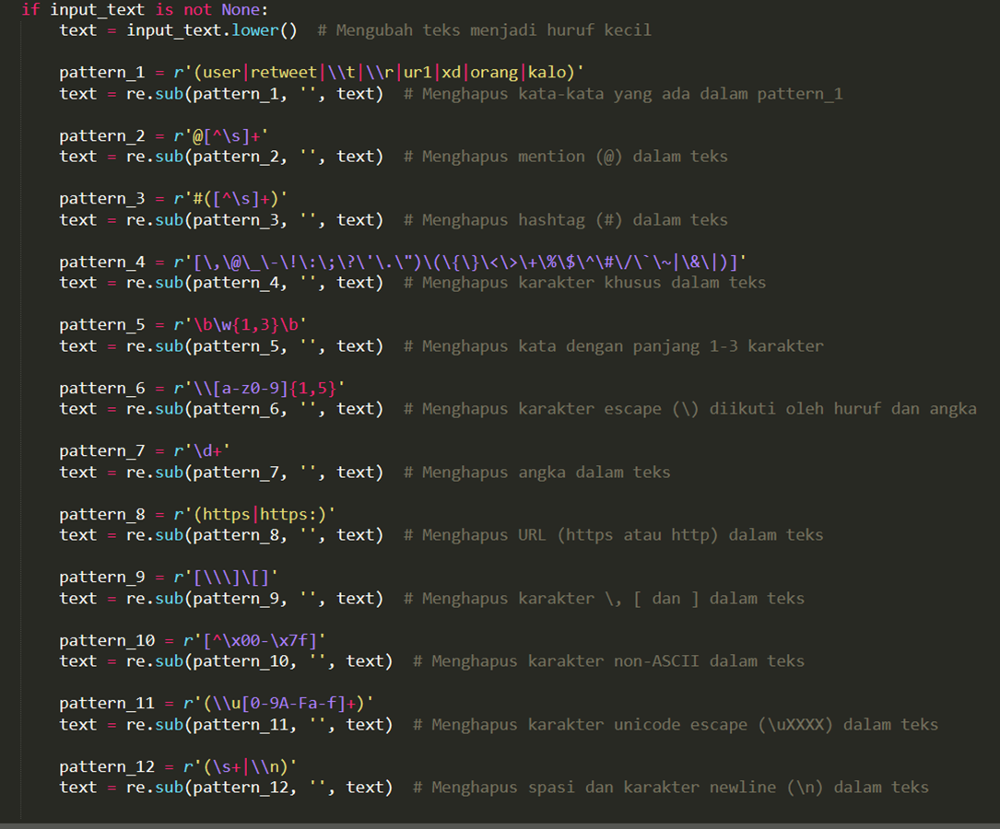 if input_text is not None:
text = input_text.lower()  # Mengubah teks menjadi huruf kecil
pattern_1 = r'(user|retweet|\\t|\\r|ur1|xd|orang|kalo)'
text = re.sub(pattern_1, '', text)  # Menghapus kata-kata yang ada dalam pattern_1
pattern_2 = r'@[^\s]+'
text = re.sub(pattern_2, '', text)  # Menghapus mention (@) dalam teks
pattern_3 = r'#([^\s]+)'
text = re.sub(pattern_3, '', text)  # Menghapus hashtag (#) dalam teks
pattern_4 = r'[\,\@\_\-\!\:\;\?\'\.\")\(\{\}\<\>\+\%\$\^\#\/\`\~|\&\|)]'
text = re.sub(pattern_4, '', text)  # Menghapus karakter khusus dalam teks
pattern_5 = r'\b\w{1,3}\b'
text = re.sub(pattern_5, '', text)  # Menghapus kata dengan panjang 1-3 karakter
pattern_6 = r'\\[a-z0-9]{1,5}'
text = re.sub(pattern_6, '', text)  # Menghapus karakter escape (\) diikuti oleh huruf dan angka
pattern_7 = r'\d+'
text = re.sub(pattern_7, '', text)  # Menghapus angka dalam teks
pattern_8 = r'(https|https:)'
text = re.sub(pattern_8, '', text)  # Menghapus URL (https atau http) dalam teks
pattern_9 = r'[\\\]\[]'
text = re.sub(pattern_9, '', text)  # Menghapus karakter \, [ dan ] dalam teks
pattern_10 = r'[^\x00-\x7f]'
text = re.sub(pattern_10, '', text)  # Menghapus karakter non-ASCII dalam teks
pattern_11 = r'(\\u[0-9A-Fa-f]+)'
text = re.sub(pattern_11, '', text)  # Menghapus karakter unicode escape (\uXXXX) dalam teks
pattern_12 = r'(\s+|\\n)'
text = re.sub(pattern_12, '', text)  # Menghapus spasi dan karakter newline (\n) dalam teks